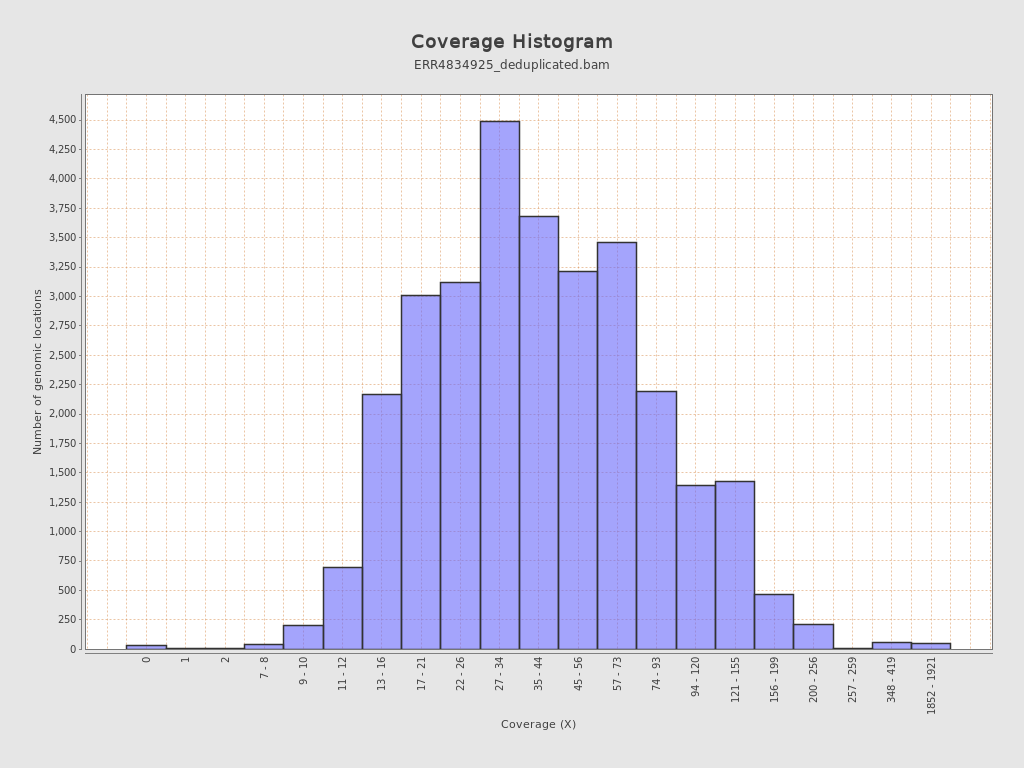 Coverage Histogram
ERR4834925_deduplicated.bam
Number of genomic locations
4,500
4,250
4,000
3,750
3,500
3,250
3,000
2,750
2,500
2,250
2,000
1,750
1,500
1,250
1,000
750
500
250
0
0
1
2
7 - 8
9 - 10
11 - 12
13 - 16
17 - 21
22 - 26
27 - 34
35 - 44
45 - 56
57 - 73
74 - 93
94 - 120
121 - 155
156 - 199
200 - 256
257 - 259
348 - 419
1852 - 1921
Coverage (X)